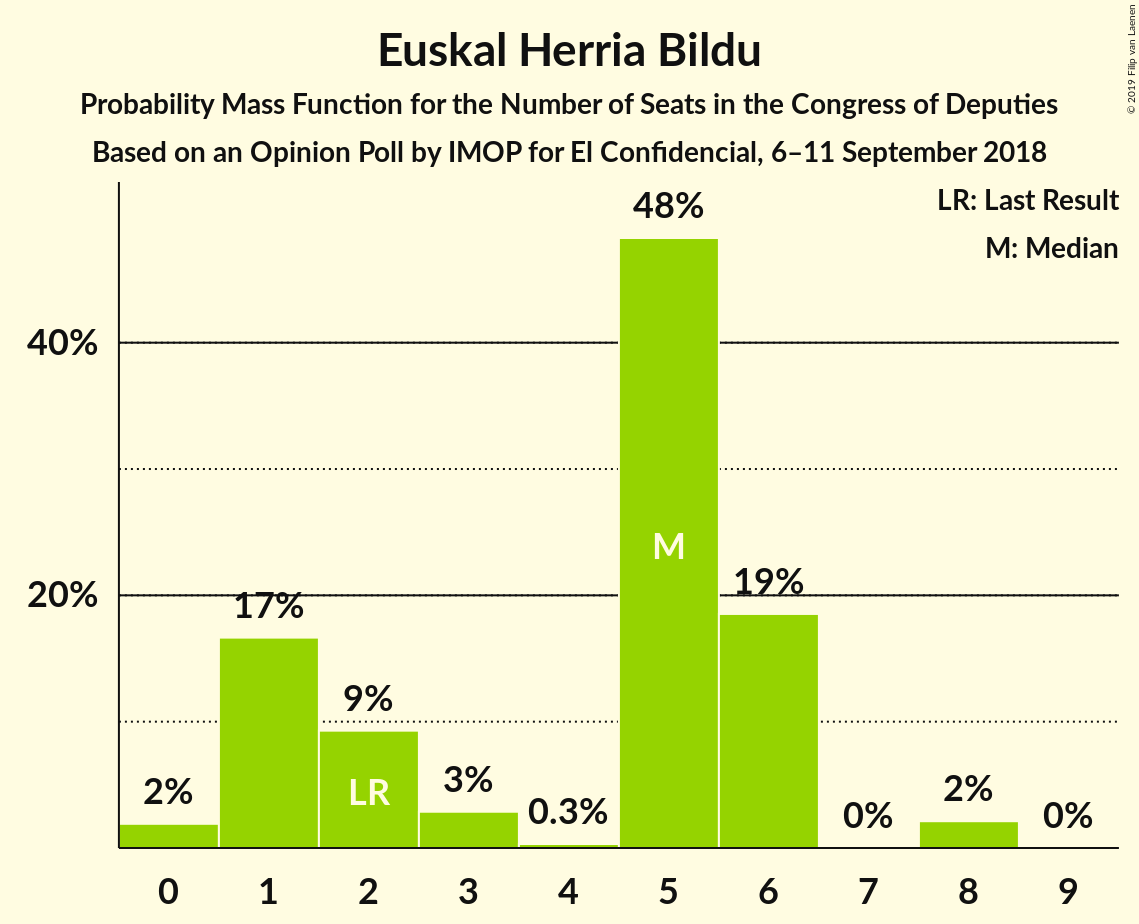 Euskal Herria Bildu
Probability Mass Function for the Number of Seats in the Congress of Deputies
Based on an Opinion Poll by IMOP for El Confidencial, 6–11 September 2018
© 2019 Filip van Laenen
LR: Last Result
M: Median
48%
40%
M
20%
17%
19%
9%
LR
2%
3%
0.3%
0%
2%
0%
0 1 2 3 4 5 6 7 8 9